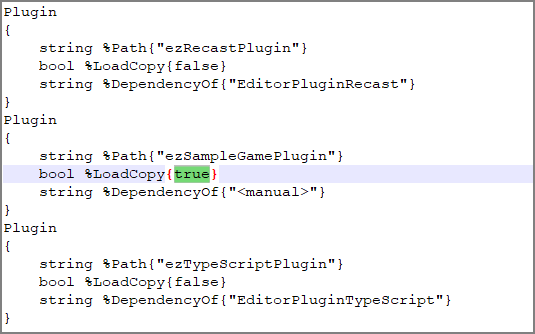 Plugin
{
    string %Path{"ezRecastPlugin"}
    bool %LoadCopy{false}
    string %DependencyOf{"EditorPluginRecast"}
}
Plugin
{
    string %Path{"ezSampleGamePlugin"}
    bool %LoadCopy{true}
    string %DependencyOf{"<manual>"}
}
Plugin
{
    string %Path{"ezTypeScriptPlugin"}
    bool %LoadCopy{false}
    string %DependencyOf{"EditorPluginTypeScript"}
}